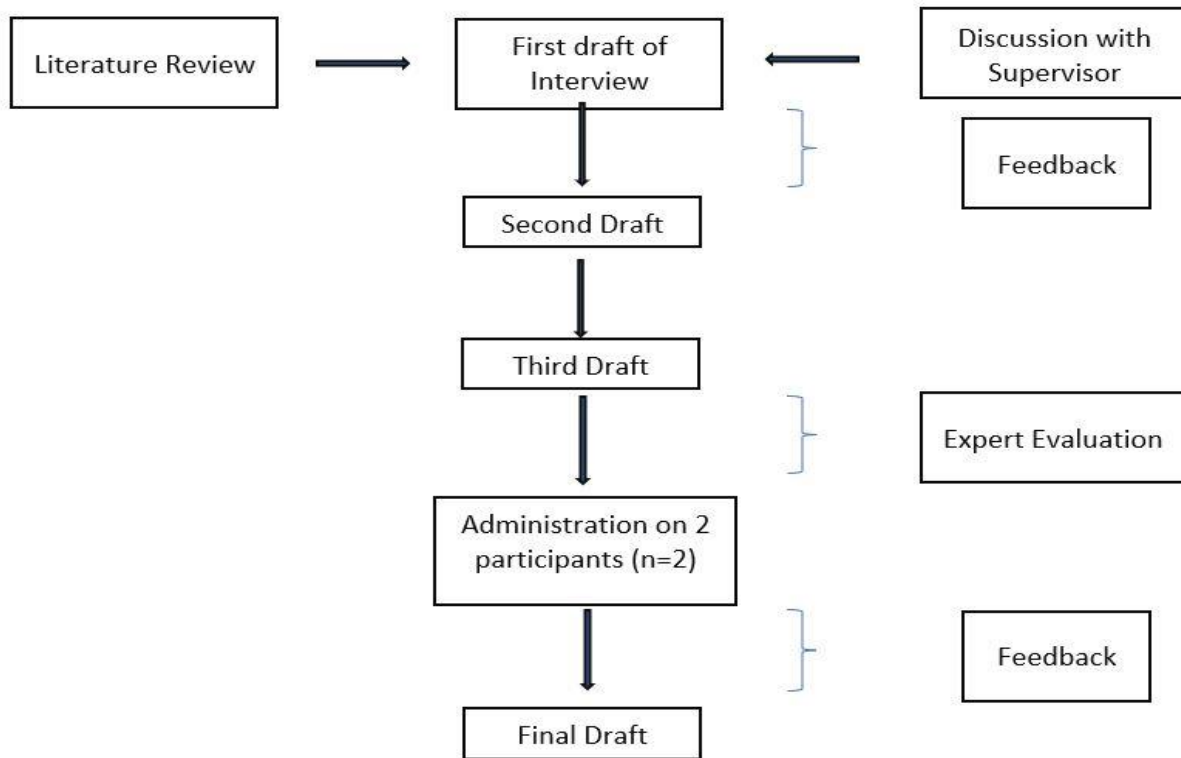 Literature Review
First draft of
Interview
Discussion with
Supervisor
Feedback
Second Draft
Third Draft
Expert Evaluation
Administration on 2
participants (n=2)
Feedback
Final Draft